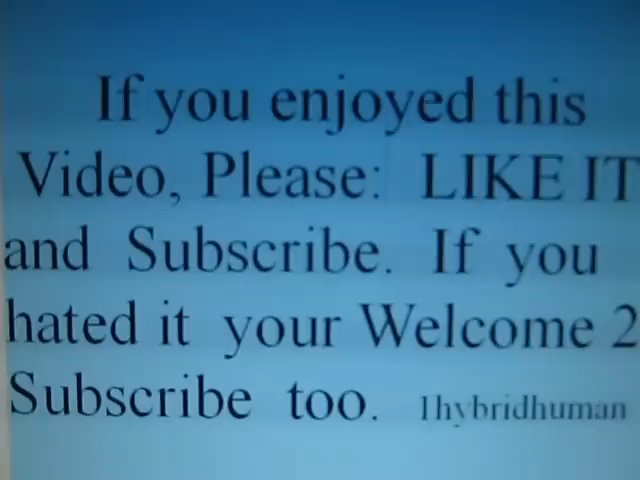 If you enjoyed this
Video, Please: LIKE IT
and Subscribe. If you
hated it your Welcome 2
Subscribe too. 1hybridhuman